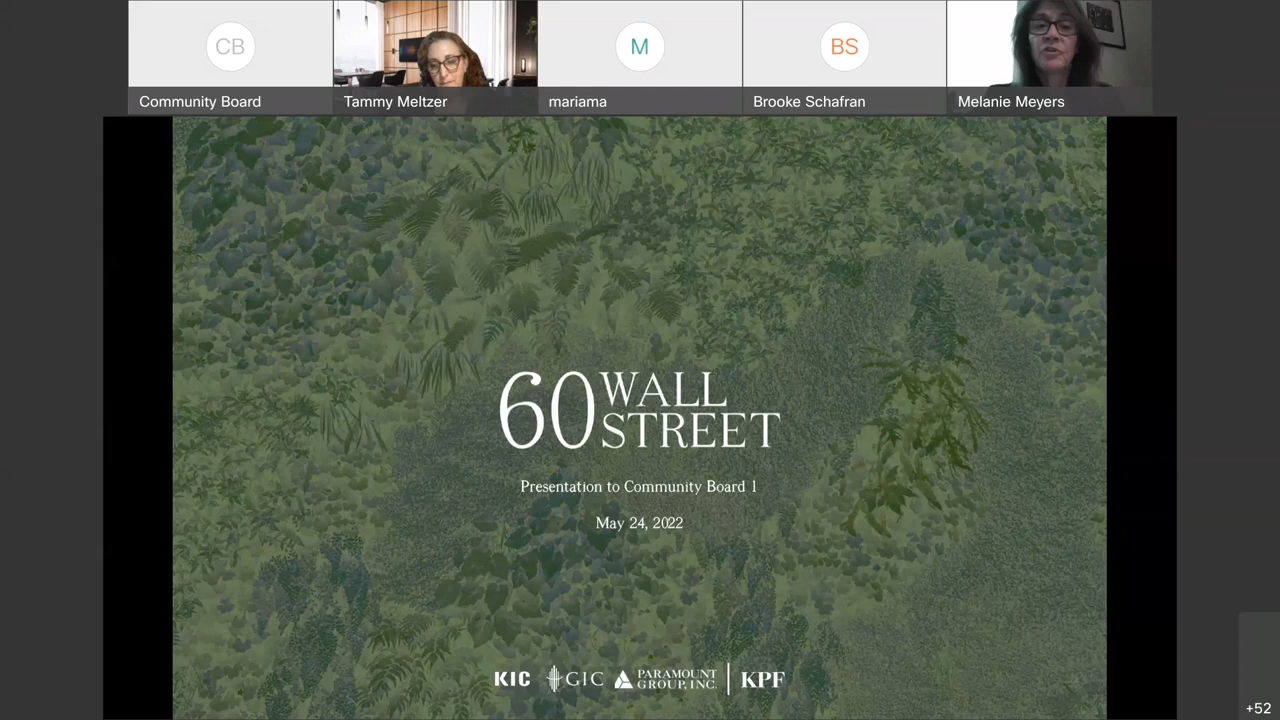 CB
M
BS
Community Board
Tammy Meltzer
mariama
Brooke Schafran
Melanie Meyers
60 WALL
STREET
Presentation to Community Board 1
May 24, 2022
KIC GIC PARAMOUNT GROUP, INC. KPF
+52